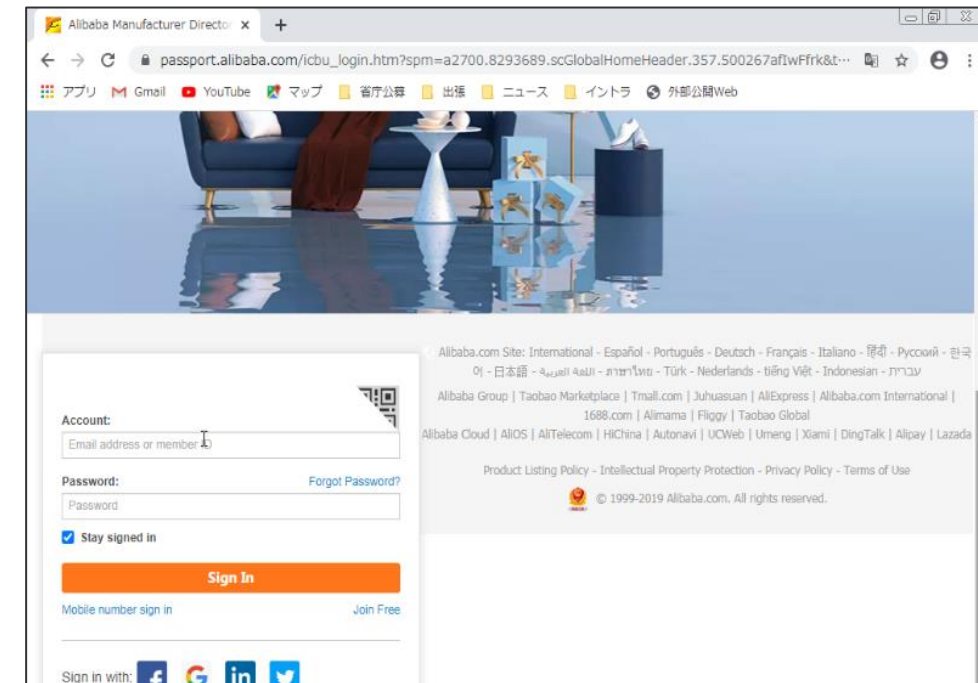 Alibaba Manufacturer Director
passport.alibaba.com/icbu_login.htm?spm=a2700.8293689.scGlobalHomeHeader.357.500267afIwFfrk&t…
アプリ Gmail YouTube マップ 省庁公募 出張 ニュース イントラ 外部公開Web
Alibaba.com Site: International - Español - Português - Deutsch - Français - Italiano - हिंदी - Русский - 한국
어 - 日本語 - اللغة العربية - ภาษาไทย - Türk - Nederlands - tiếng Việt - Indonesian - עברית
Alibaba Group | Taobao Marketplace | Tmall.com | Juhuasuan | AliExpress | Alibaba.com International |
1688.com | Alimama | Fliggy | Taobao Global
Alibaba Cloud | AliOS | AliTelecom | HiChina | Autonavi | UCWeb | Umeng | Xiami | DingTalk | Alipay | Lazada
Product Listing Policy - Intellectual Property Protection - Privacy Policy - Terms of Use
© 1999-2019 Alibaba.com. All rights reserved.
Account:
Email address or member ID
Password: Forgot Password?
Password
Stay signed in
Sign In
Mobile number sign in Join Free
Sign in with: